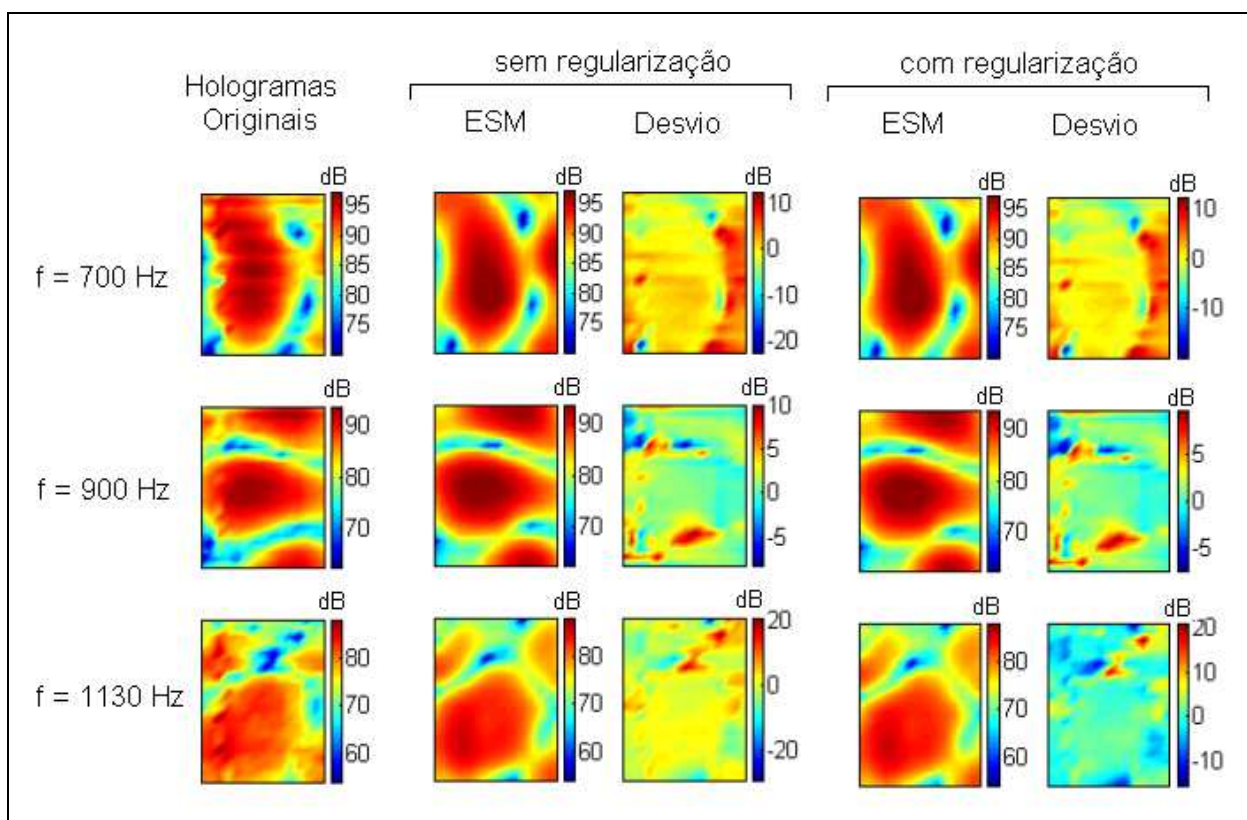 sem regularização
com regularização
Hologramas
Originais
ESM
Desvio
ESM
Desvio
f = 700 Hz
dB
95
90
85
80
75
dB
95
90
85
80
75
dB
10
0
-10
-20
dB
95
90
85
80
75
dB
10
0
-10
f = 900 Hz
dB
90
80
70
dB
90
80
70
dB
10
5
0
-5
dB
90
80
70
dB
5
0
-5
f = 1130 Hz
dB
80
70
60
dB
80
70
60
dB
20
0
-20
dB
80
70
60
dB
20
10
0
-10